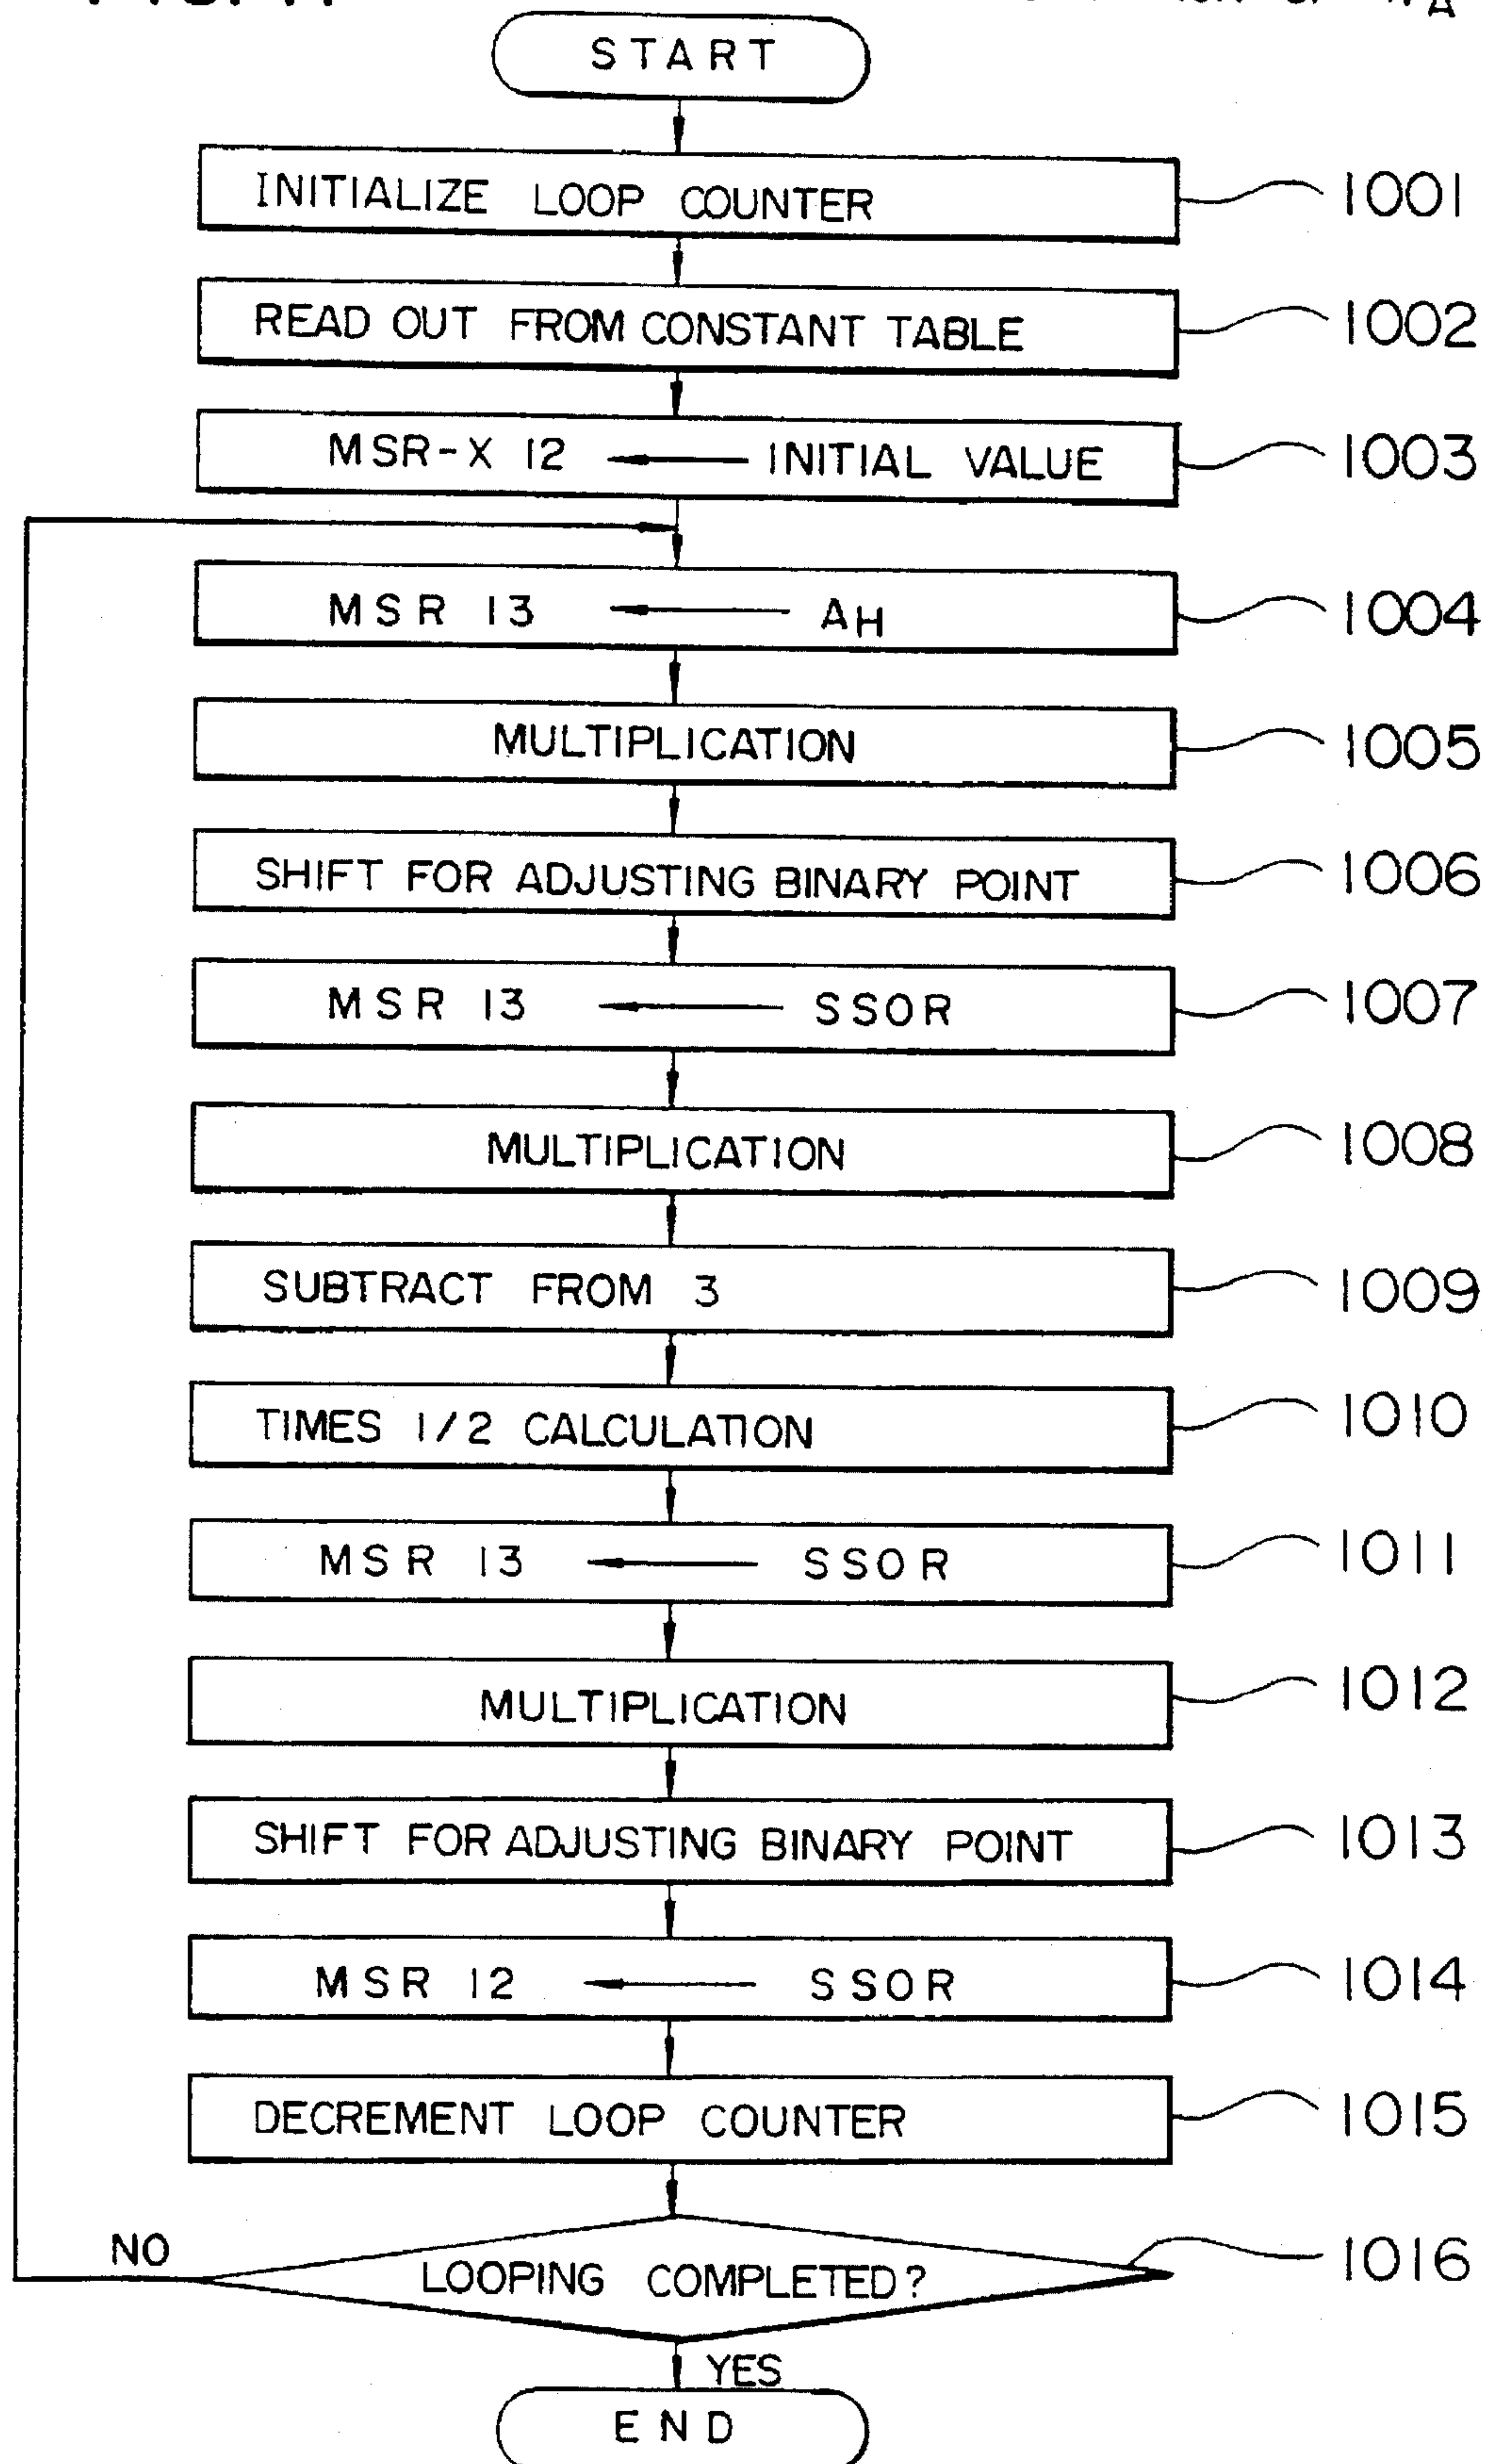 START
INITIALIZE LOOP COUNTER 1001
READ OUT FROM CONSTANT TABLE 1002
MSR-X 12 ← INITIAL VALUE 1003
MSR 13 ← AH 1004
MULTIPLICATION 1005
SHIFT FOR ADJUSTING BINARY POINT 1006
MSR 13 ← SSOR 1007
MULTIPLICATION 1008
SUBTRACT FROM 3 1009
TIMES 1/2 CALCULATION 1010
MSR 13 ← SSOR 1011
MULTIPLICATION 1012
SHIFT FOR ADJUSTING BINARY POINT 1013
MSR 12 ← SSOR 1014
DECREMENT LOOP COUNTER 1015
NO
LOOPING COMPLETED? 1016
YES
END